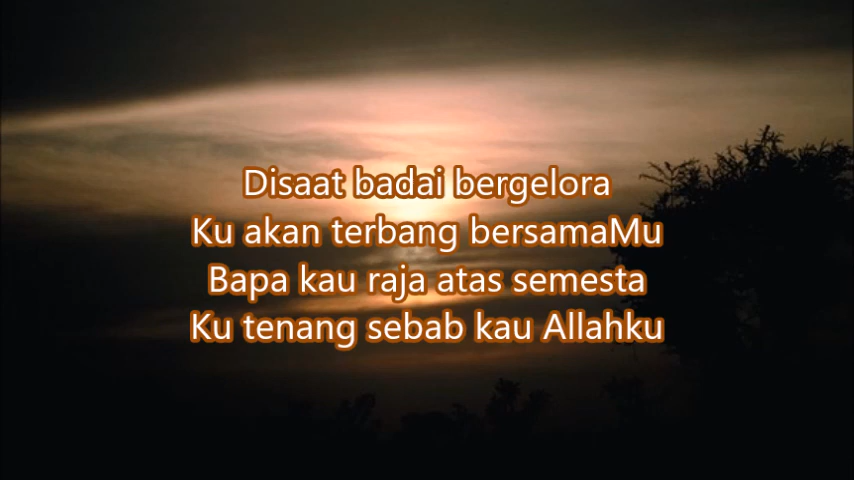 Disaat badai bergelora
Ku akan terbang bersamaMu
Bapa kau raja atas semesta
Ku tenang sebab kau Allahku